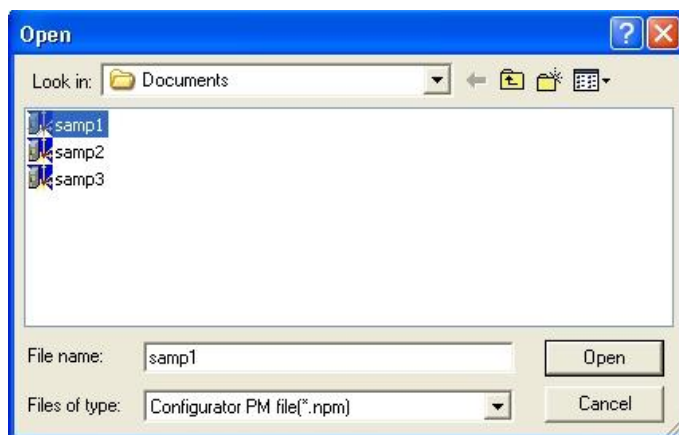 Open
Look in: Documents
samp1
samp2
samp3
File name: samp1 Open
Files of type: Configurator PM file(*.npm) Cancel